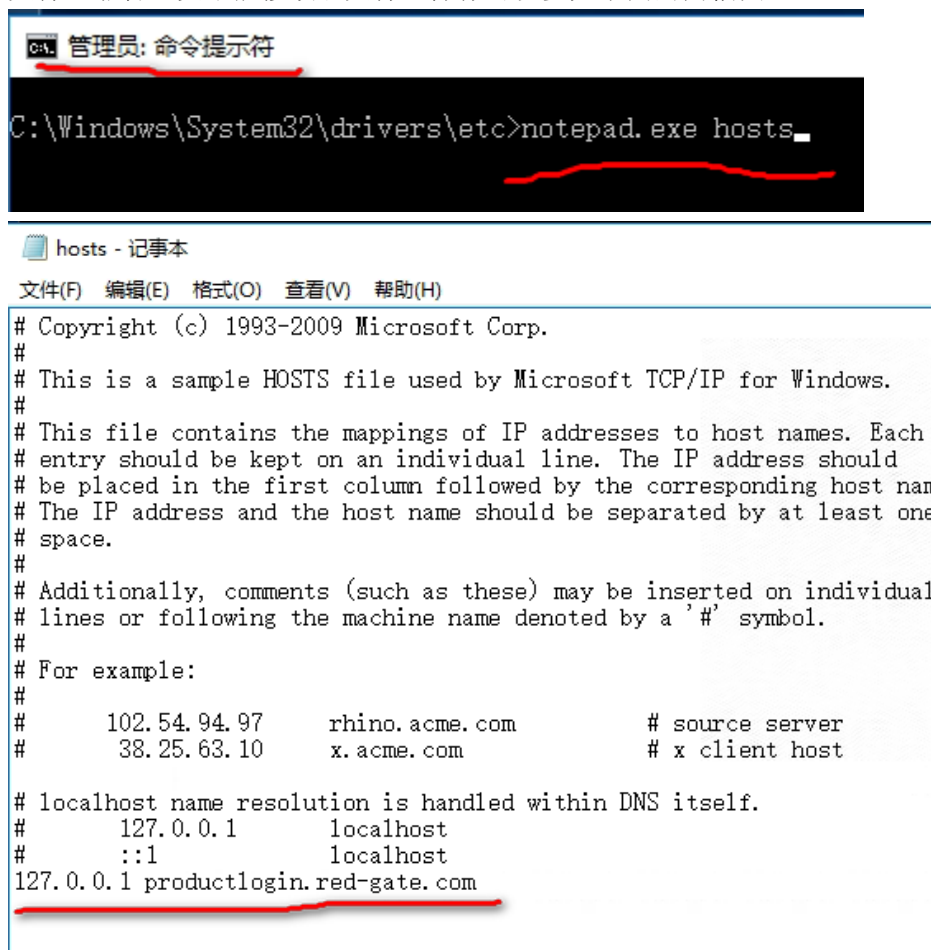 管理员: 命令提示符
C:\Windows\System32\drivers\etc>notepad.exe hosts
hosts - 记事本
文件(F) 编辑(E) 格式(O) 查看(V) 帮助(H)
# Copyright (c) 1993-2009 Microsoft Corp.
#
# This is a sample HOSTS file used by Microsoft TCP/IP for Windows.
#
# This file contains the mappings of IP addresses to host names. Each
# entry should be kept on an individual line. The IP address should
# be placed in the first column followed by the corresponding host nam
# The IP address and the host name should be separated by at least one
# space.
#
# Additionally, comments (such as these) may be inserted on individual
# lines or following the machine name denoted by a '#' symbol.
#
# For example:
#
# 102.54.94.97 rhino.acme.com # source server
# 38.25.63.10 x.acme.com # x client host
# localhost name resolution is handled within DNS itself.
# 127.0.0.1 localhost
# ::1 localhost
127.0.0.1 productlogin.red-gate.com